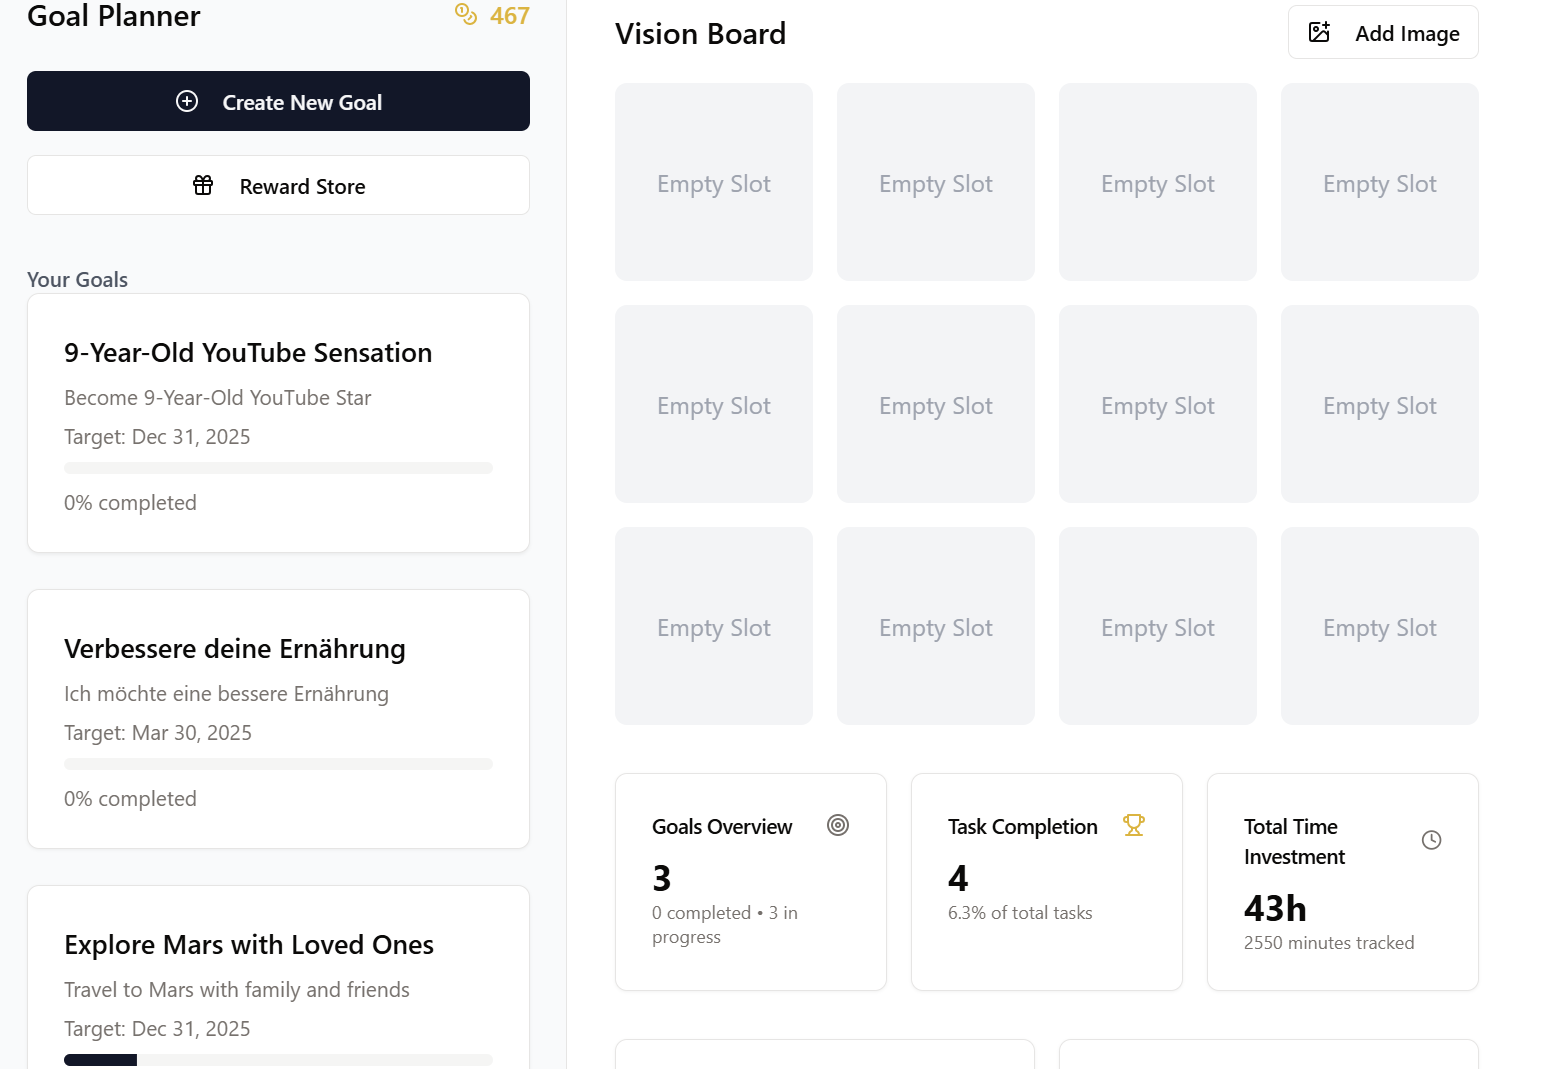 Goal Planner
467
Create New Goal
Reward Store
Your Goals
9-Year-Old YouTube Sensation
Become 9-Year-Old YouTube Star
Target: Dec 31, 2025
0% completed
Verbessere deine Ernährung
Ich möchte eine bessere Ernährung
Target: Mar 30, 2025
0% completed
Explore Mars with Loved Ones
Travel to Mars with family and friends
Target: Dec 31, 2025
Vision Board
Add Image
Empty Slot
Empty Slot
Empty Slot
Empty Slot
Empty Slot
Empty Slot
Empty Slot
Empty Slot
Empty Slot
Empty Slot
Empty Slot
Empty Slot
Goals Overview
3
0 completed • 3 in
progress
Task Completion
4
6.3% of total tasks
Total Time
Investment
43h
2550 minutes tracked